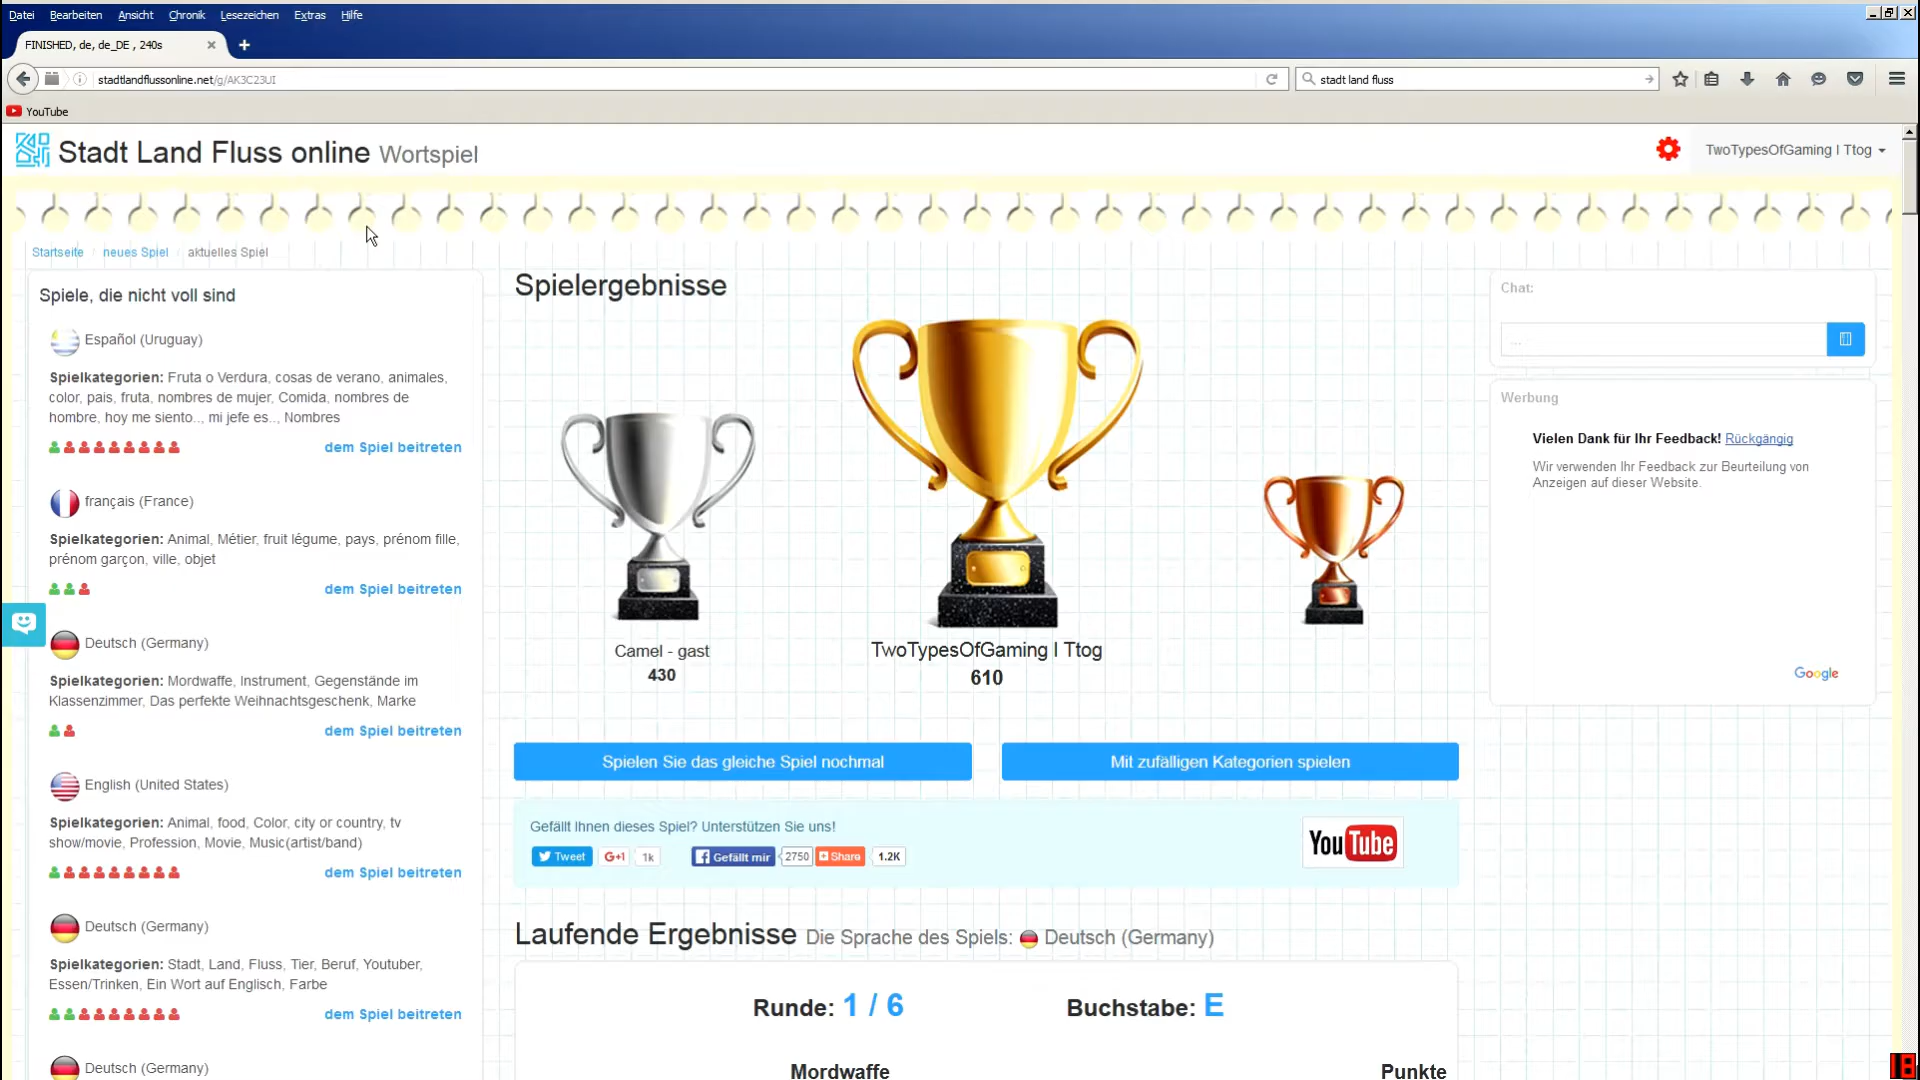 Datei Bearbeiten Ansicht Chronik Lesezeichen Extras Hilfe
FINISHED, de, de_DE , 240s
stadtlandflussonline.net/g/AK3C23UI
stadt land fluss
YouTube
Stadt Land Fluss online Wortspiel
TwoTypesOfGaming I Ttog
Startseite / neues Spiel / aktuelles Spiel
Spiele, die nicht voll sind
Español (Uruguay)
Spielkategorien: Fruta o Verdura, cosas de verano, animales,
color, pais, fruta, nombres de mujer, Comida, nombres de
hombre, hoy me siento.., mi jefe es.., Nombres
dem Spiel beitreten
français (France)
Spielkategorien: Animal, Métier, fruit légume, pays, prénom fille,
prénom garçon, ville, objet
dem Spiel beitreten
Deutsch (Germany)
Spielkategorien: Mordwaffe, Instrument, Gegenstände im
Klassenzimmer, Das perfekte Weihnachtsgeschenk, Marke
dem Spiel beitreten
English (United States)
Spielkategorien: Animal, food, Color, city or country, tv
show/movie, Profession, Movie, Music(artist/band)
dem Spiel beitreten
Deutsch (Germany)
Spielkategorien: Stadt, Land, Fluss, Tier, Beruf, Youtuber,
Essen/Trinken, Ein Wort auf Englisch, Farbe
dem Spiel beitreten
Deutsch (Germany)
Spielergebnisse
Camel - gast
430
TwoTypesOfGaming I Ttog
610
Spielen Sie das gleiche Spiel nochmal
Mit zufälligen Kategorien spielen
Gefällt Ihnen dieses Spiel? Unterstützen Sie uns!
Tweet G+1 1k Gefällt mir 2750 Share 1.2K
YouTube
Laufende Ergebnisse Die Sprache des Spiels: Deutsch (Germany)
Runde: 1 / 6 Buchstabe: E
Mordwaffe Punkte
Chat:
...
Werbung
Vielen Dank für Ihr Feedback! Rückgängig
Wir verwenden Ihr Feedback zur Beurteilung von
Anzeigen auf dieser Website.
Google